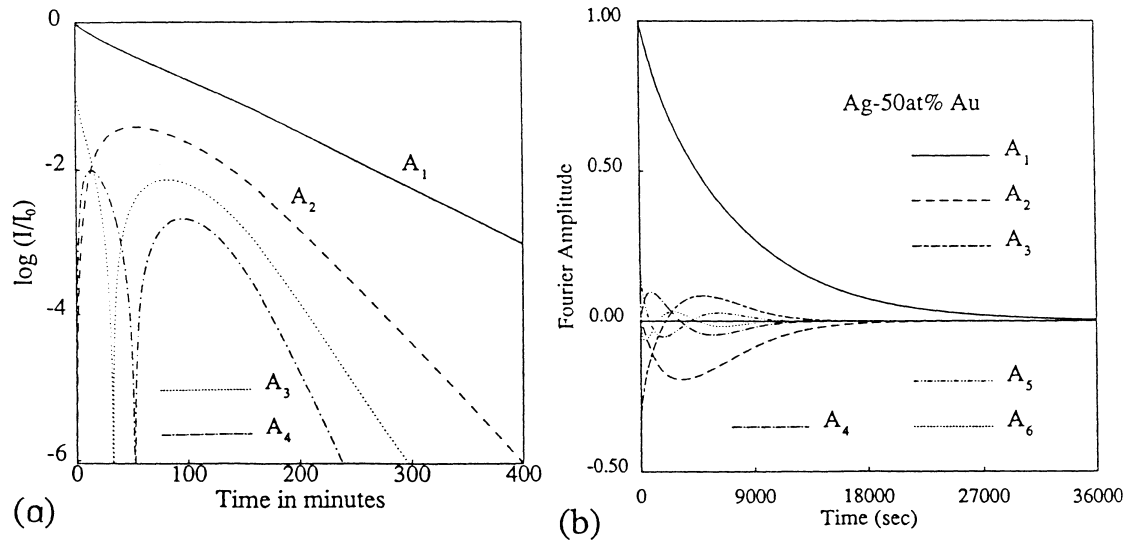 0
-2
-4
-6
log (I/I₀)
A₁
A₂
A₃
A₄
0
100
200
300
400
Time in minutes
(a)
1.00
0.50
0.00
-0.50
Fourier Amplitude
Ag-50at% Au
A₁
A₂
A₃
A₅
A₄
A₆
0
9000
18000
27000
36000
Time (sec)
(b)